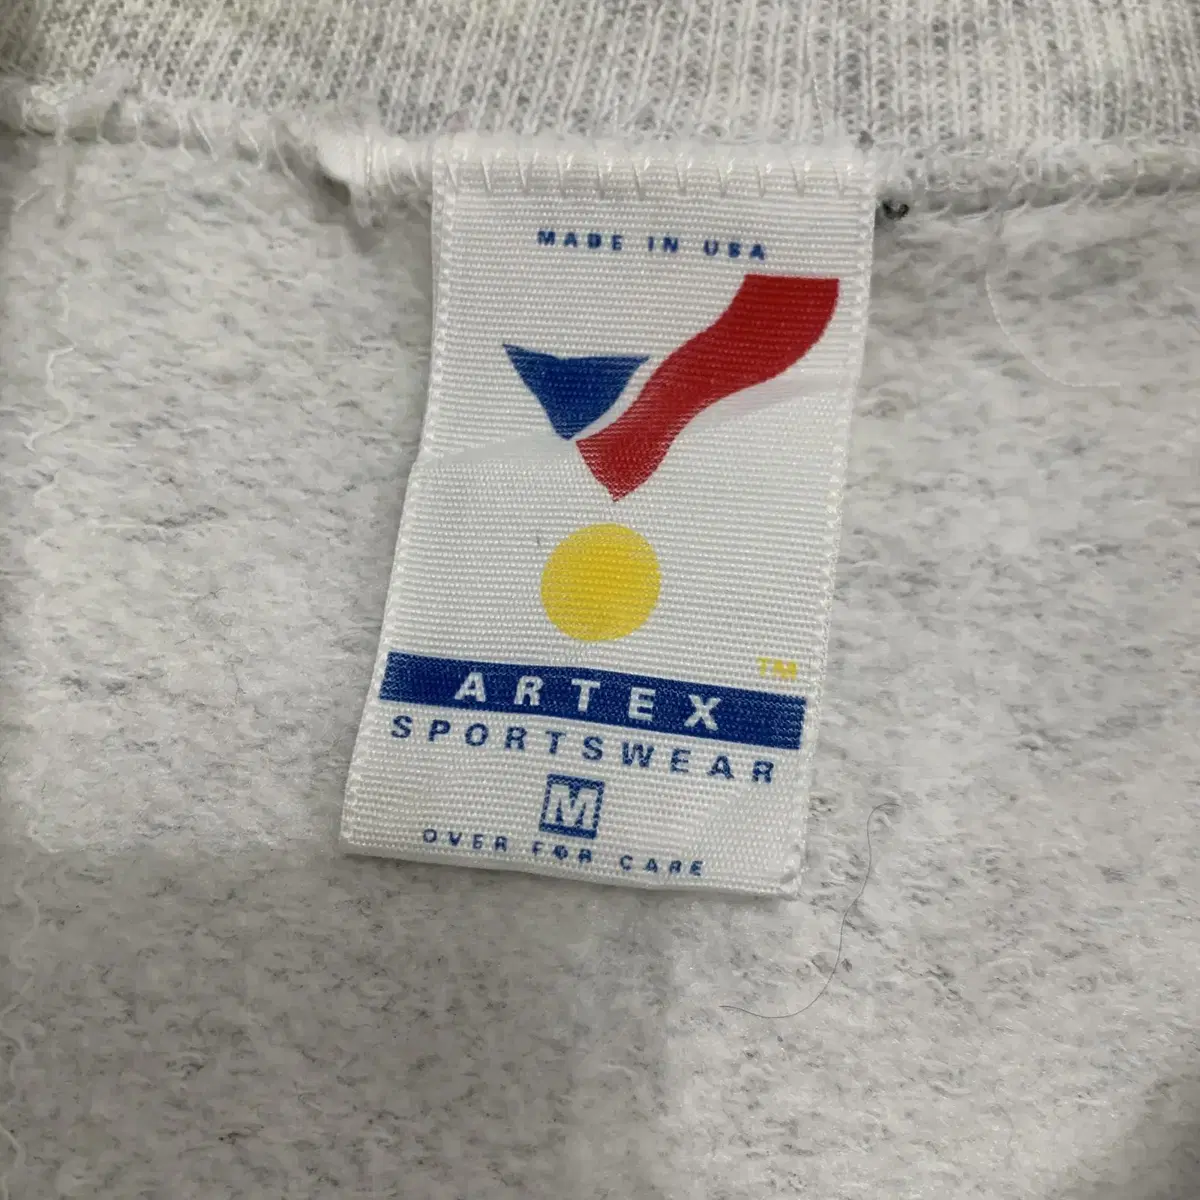 MADE IN USA
TM
ARTEX
SPORTSWEAR
M
OVER FOR CARE